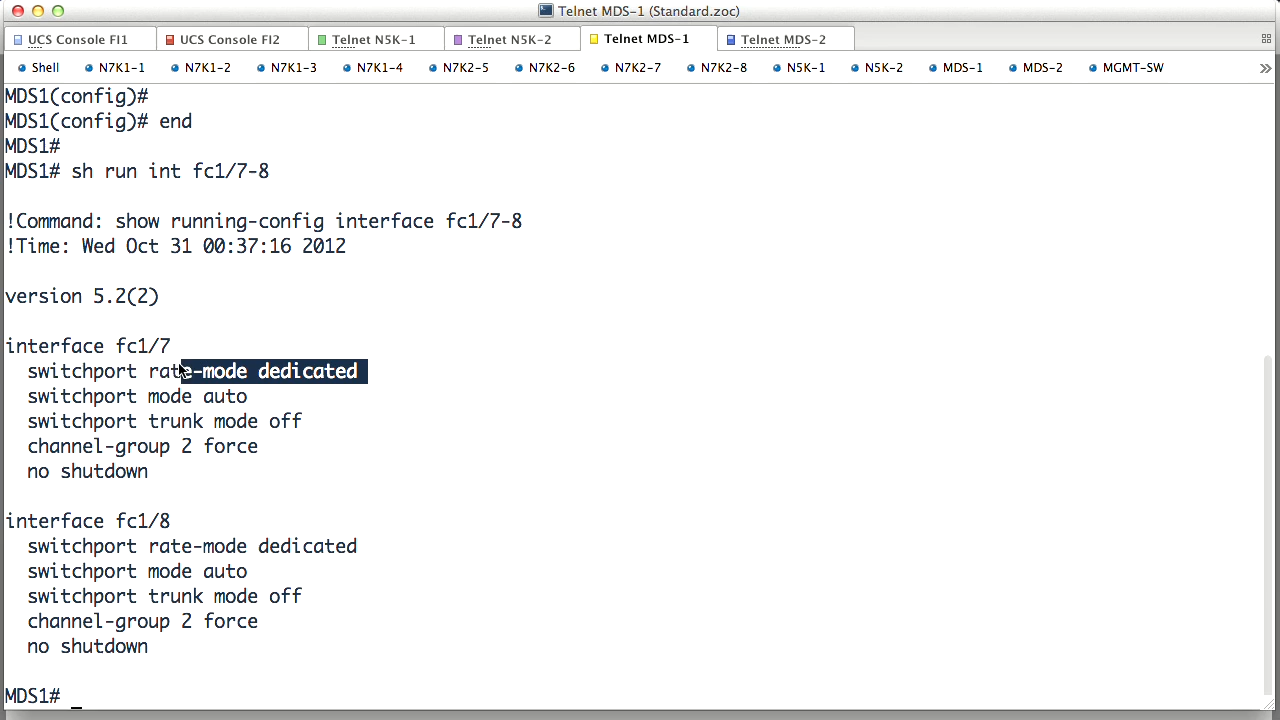 Telnet MDS-1 (Standard.zoc)
UCS Console FI1 UCS Console FI2 Telnet N5K-1 Telnet N5K-2 Telnet MDS-1 Telnet MDS-2
Shell N7K1-1 N7K1-2 N7K1-3 N7K1-4 N7K2-5 N7K2-6 N7K2-7 N7K2-8 N5K-1 N5K-2 MDS-1 MDS-2 MGMT-SW »
MDS1(config)#
MDS1(config)# end
MDS1#
MDS1# sh run int fc1/7-8
!Command: show running-config interface fc1/7-8
!Time: Wed Oct 31 00:37:16 2012
version 5.2(2)
interface fc1/7
switchport rate-mode dedicated
switchport mode auto
switchport trunk mode off
channel-group 2 force
no shutdown
interface fc1/8
switchport rate-mode dedicated
switchport mode auto
switchport trunk mode off
channel-group 2 force
no shutdown
MDS1# _